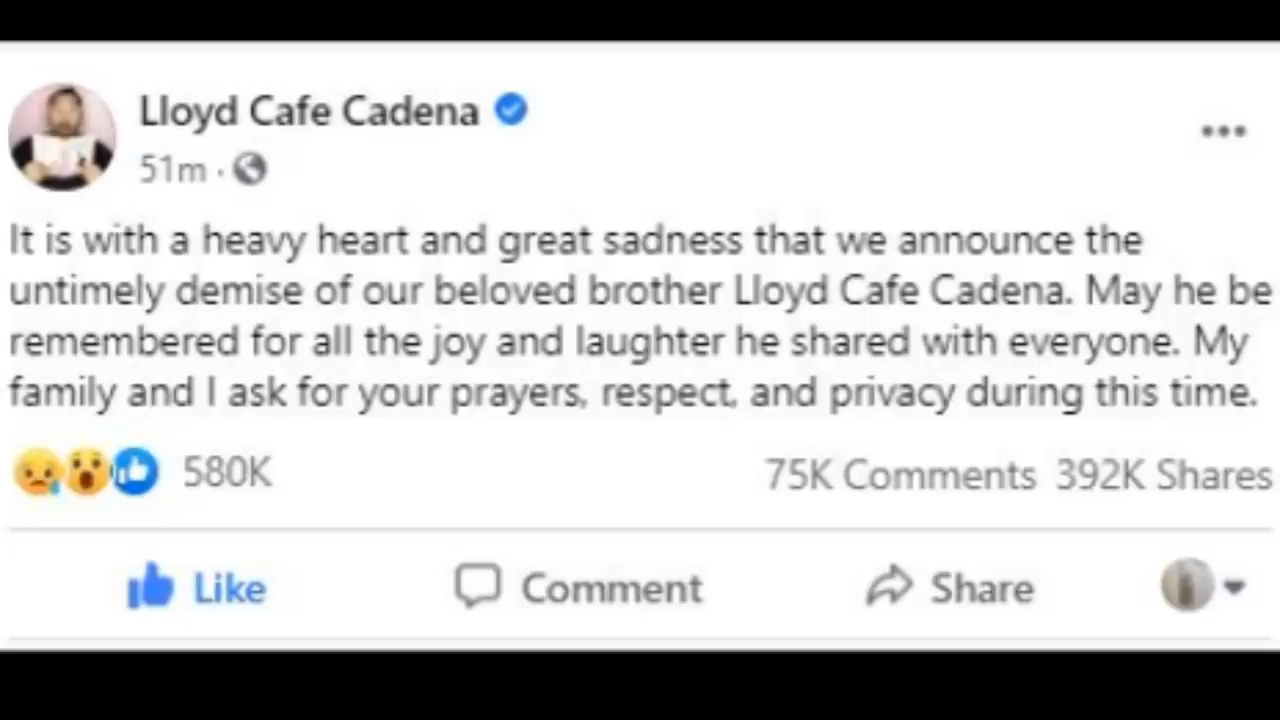 Lloyd Cafe Cadena
51m ·
It is with a heavy heart and great sadness that we announce the
untimely demise of our beloved brother Lloyd Cafe Cadena. May he be
remembered for all the joy and laughter he shared with everyone. My
family and I ask for your prayers, respect, and privacy during this time.
580K 75K Comments 392K Shares
Like Comment Share